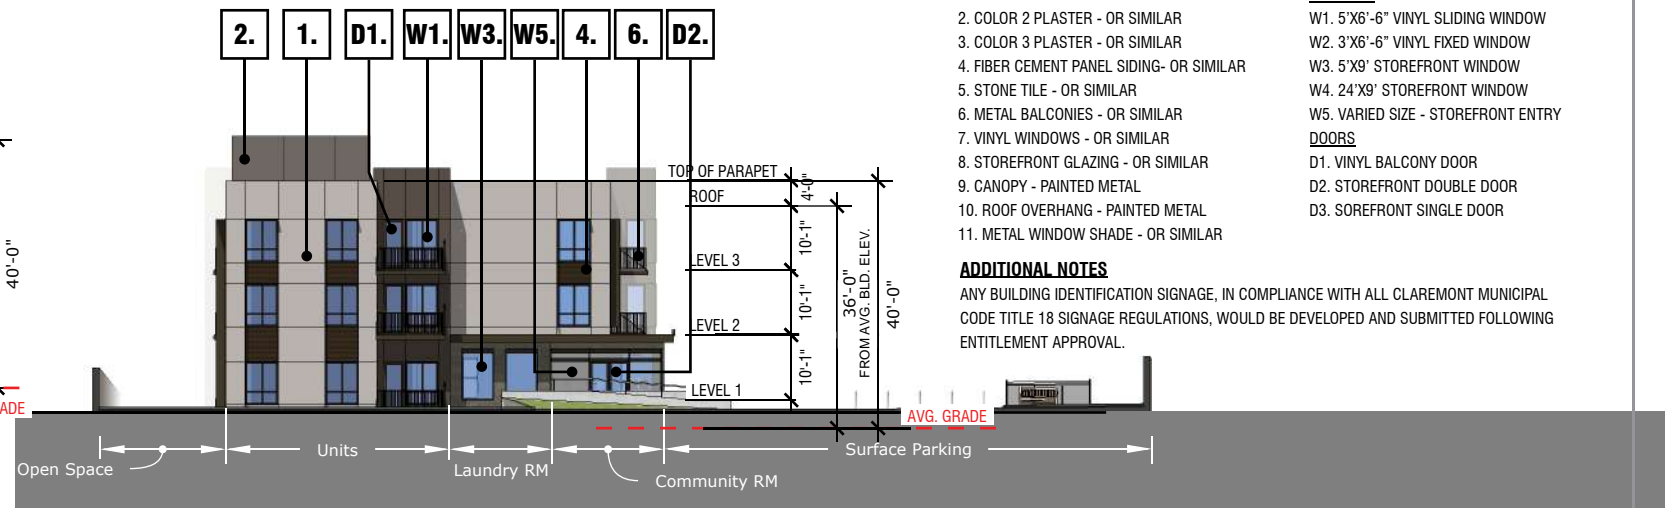 2. 1. D1. W1. W3. W5. 4. 6. D2.
40'-0"
TOP OF PARAPET
ROOF
LEVEL 3
LEVEL 2
LEVEL 1
4'-0"
10'-1"
10'-1"
10'-1"
36'-0"
FROM AVG. BLD. ELEV.
40'-0"
ADE
AVG. GRADE
Open Space
Units
Laundry RM
Community RM
Surface Parking
2. COLOR 2 PLASTER - OR SIMILAR
3. COLOR 3 PLASTER - OR SIMILAR
4. FIBER CEMENT PANEL SIDING- OR SIMILAR
5. STONE TILE - OR SIMILAR
6. METAL BALCONIES - OR SIMILAR
7. VINYL WINDOWS - OR SIMILAR
8. STOREFRONT GLAZING - OR SIMILAR
9. CANOPY - PAINTED METAL
10. ROOF OVERHANG - PAINTED METAL
11. METAL WINDOW SHADE - OR SIMILAR
W1. 5'X6'-6" VINYL SLIDING WINDOW
W2. 3'X6'-6" VINYL FIXED WINDOW
W3. 5'X9' STOREFRONT WINDOW
W4. 24'X9' STOREFRONT WINDOW
W5. VARIED SIZE - STOREFRONT ENTRY
DOORS
D1. VINYL BALCONY DOOR
D2. STOREFRONT DOUBLE DOOR
D3. SOREFRONT SINGLE DOOR
ADDITIONAL NOTES
ANY BUILDING IDENTIFICATION SIGNAGE, IN COMPLIANCE WITH ALL CLAREMONT MUNICIPAL
CODE TITLE 18 SIGNAGE REGULATIONS, WOULD BE DEVELOPED AND SUBMITTED FOLLOWING
ENTITLEMENT APPROVAL.